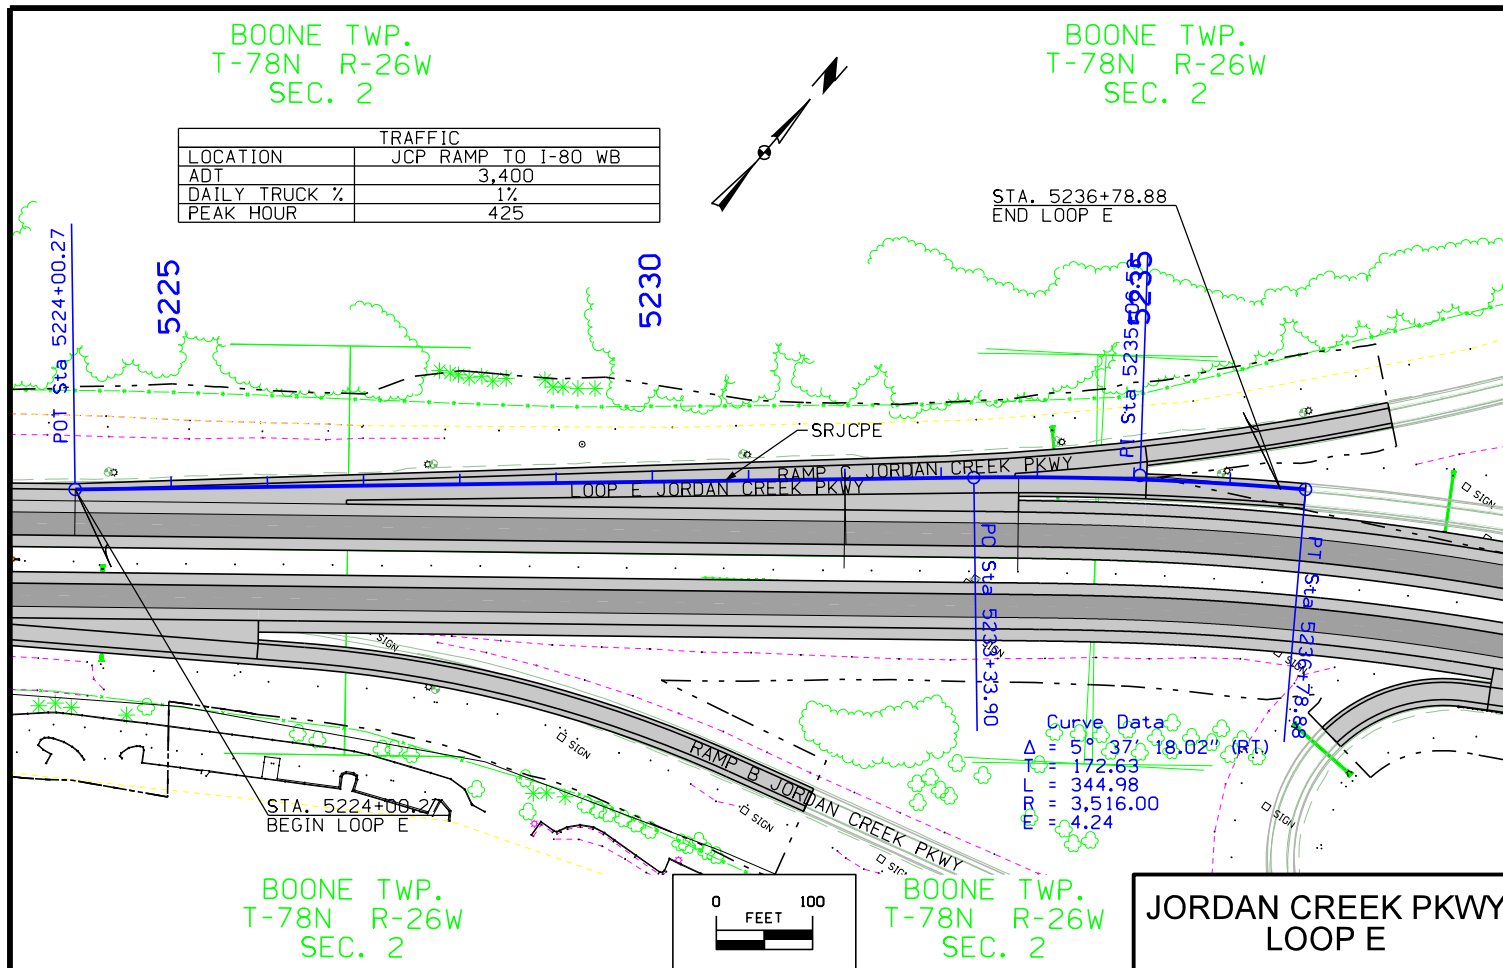 BOONE TWP.
T-78N R-26W
SEC. 2
BOONE TWP.
T-78N R-26W
SEC. 2
TRAFFIC
LOCATION JCP RAMP TO I-80 WB
ADT 3,400
DAILY TRUCK % 1%
PEAK HOUR 425
STA. 5236+78.88
END LOOP E
POT Sta 5224+00.27
5225
5230
5235
PI Sta 5235+06.53
SRJCPE
RAMP C JORDAN CREEK PKWY
LOOP E JORDAN CREEK PKWY
SIGN
PC Sta 5233+33.90
PT Sta 5236+78.88
SIGN
SIGN
SIGN
SIGN
RAMP B JORDAN CREEK PKWY
SIGN
SIGN
SIGN
Curve Data
Δ = 5° 37' 18.02" (RT)
T = 172.63
L = 344.98
R = 3,516.00
E = 4.24
STA. 5224+00.27
BEGIN LOOP E
BOONE TWP.
T-78N R-26W
SEC. 2
0 100
FEET
BOONE TWP.
T-78N R-26W
SEC. 2
JORDAN CREEK PKWY
LOOP E